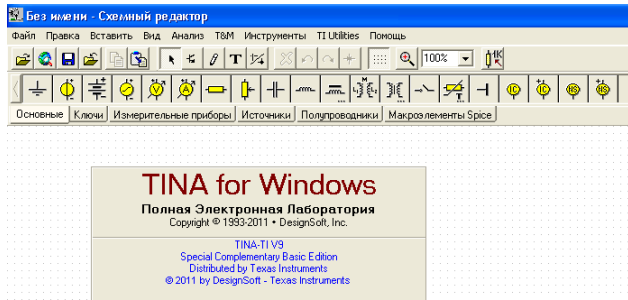 Без имени - Схемный редактор
Файл Правка Вставить Вид Анализ T&M Инструменты TI Utilities Помощь
100%
Основные Ключи Измерительные приборы Источники Полупроводники Макроэлементы Spice
TINA for Windows
Полная Электронная Лаборатория
Copyright © 1993-2011 • DesignSoft, Inc.
TINA-TI V9
Special Complementary Basic Edition
Distributed by Texas Instruments
© 2011 by DesignSoft - Texas Instruments